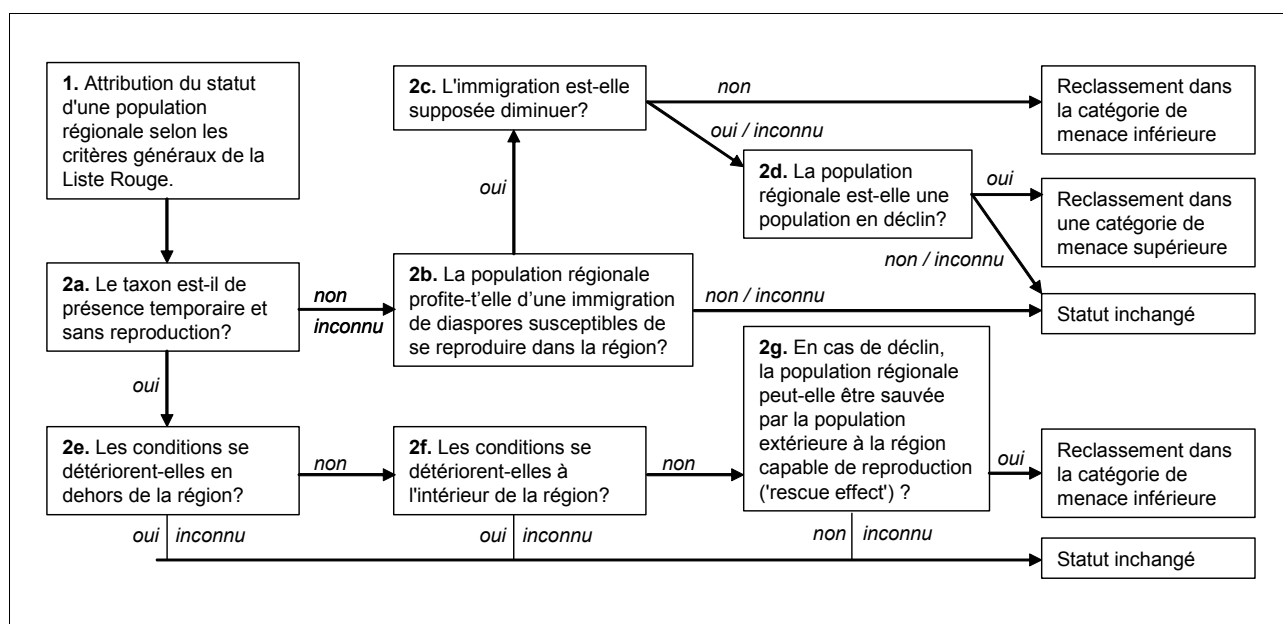 1. Attribution du statut
d'une population
régionale selon les
critères généraux de la
Liste Rouge.
2c. L'immigration est-elle
supposée diminuer?
non
oui / inconnu
Reclassement dans
la catégorie de
menace inférieure
oui
2d. La population
régionale est-elle une
population en déclin?
oui
non / inconnu
Reclassement dans
une catégorie de
menace supérieure
2a. Le taxon est-il de
présence temporaire et
sans reproduction?
non
inconnu
2b. La population régionale
profite-t'elle d'une immigration
de diaspores susceptibles de
se reproduire dans la région?
non / inconnu
Statut inchangé
oui
2e. Les conditions se
détériorent-elles en
dehors de la région?
non
2f. Les conditions se
détériorent-elles à
l'intérieur de la région?
non
2g. En cas de déclin,
la population régionale
peut-elle être sauvée
par la population
extérieure à la région
capable de reproduction
('rescue effect') ?
oui
Reclassement dans
la catégorie de
menace inférieure
oui inconnu
oui inconnu
non inconnu
Statut inchangé